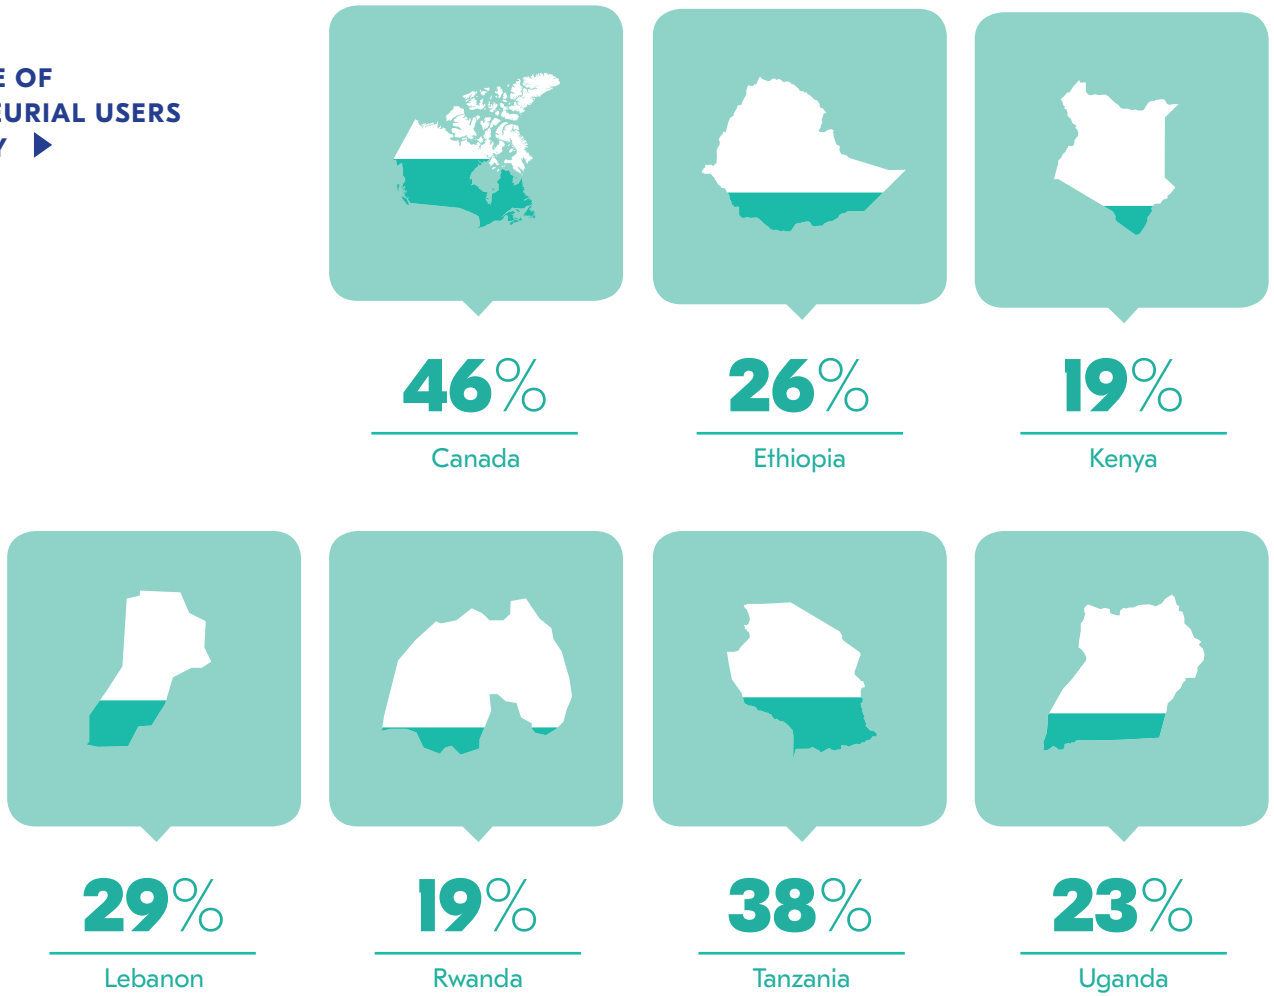 E OF
EURIAL USERS
Y
46%
Canada
26%
Ethiopia
19%
Kenya
29%
Lebanon
19%
Rwanda
38%
Tanzania
23%
Uganda